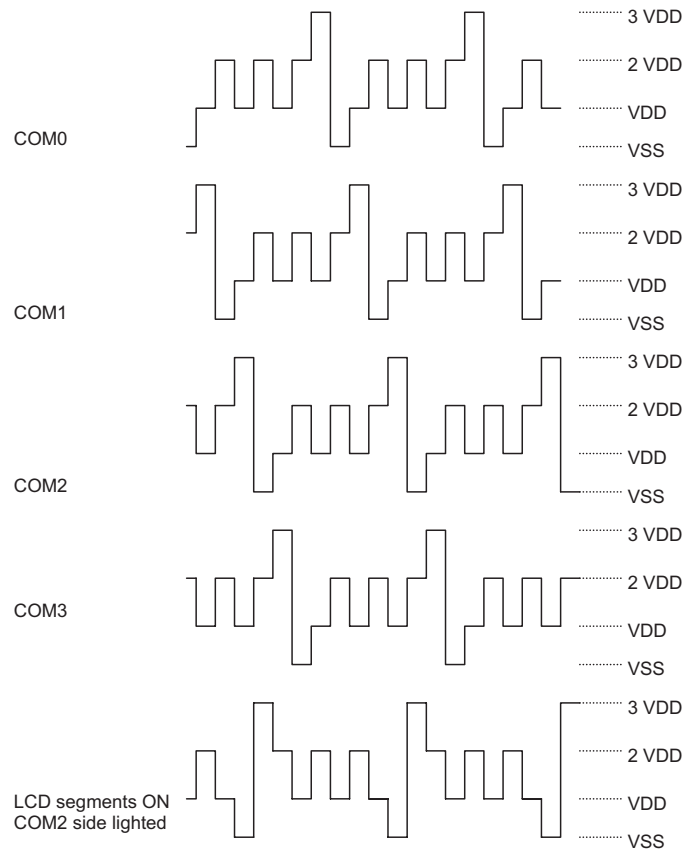 3 VDD
2 VDD
VDD
COM0
VSS
3 VDD
2 VDD
VDD
COM1
VSS
3 VDD
2 VDD
VDD
COM2
VSS
3 VDD
2 VDD
COM3
VDD
VSS
3 VDD
2 VDD
LCD segments ON
VDD
COM2 side lighted
VSS